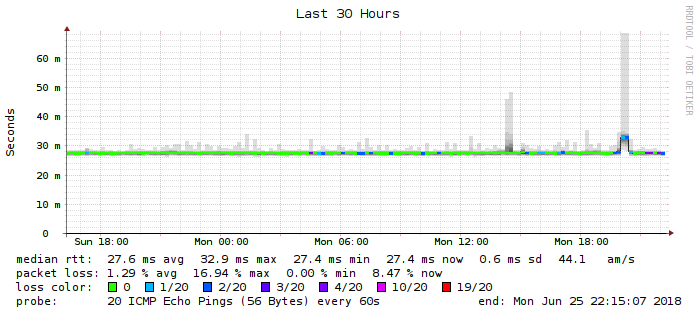 Last 30 Hours
RRDTOOL / TOBI OETIKER
Seconds
60 m
50 m
40 m
30 m
20 m
10 m
0
Sun 18:00 Mon 00:00 Mon 06:00 Mon 12:00 Mon 18:00
median rtt: 27.6 ms avg 32.9 ms max 27.4 ms min 27.4 ms now 0.6 ms sd 44.1 am/s
packet loss: 1.29 % avg 16.94 % max 0.00 % min 8.47 % now
loss color: 0 1/20 2/20 3/20 4/20 10/20 19/20
probe: 20 ICMP Echo Pings (56 Bytes) every 60s end: Mon Jun 25 22:15:07 2018